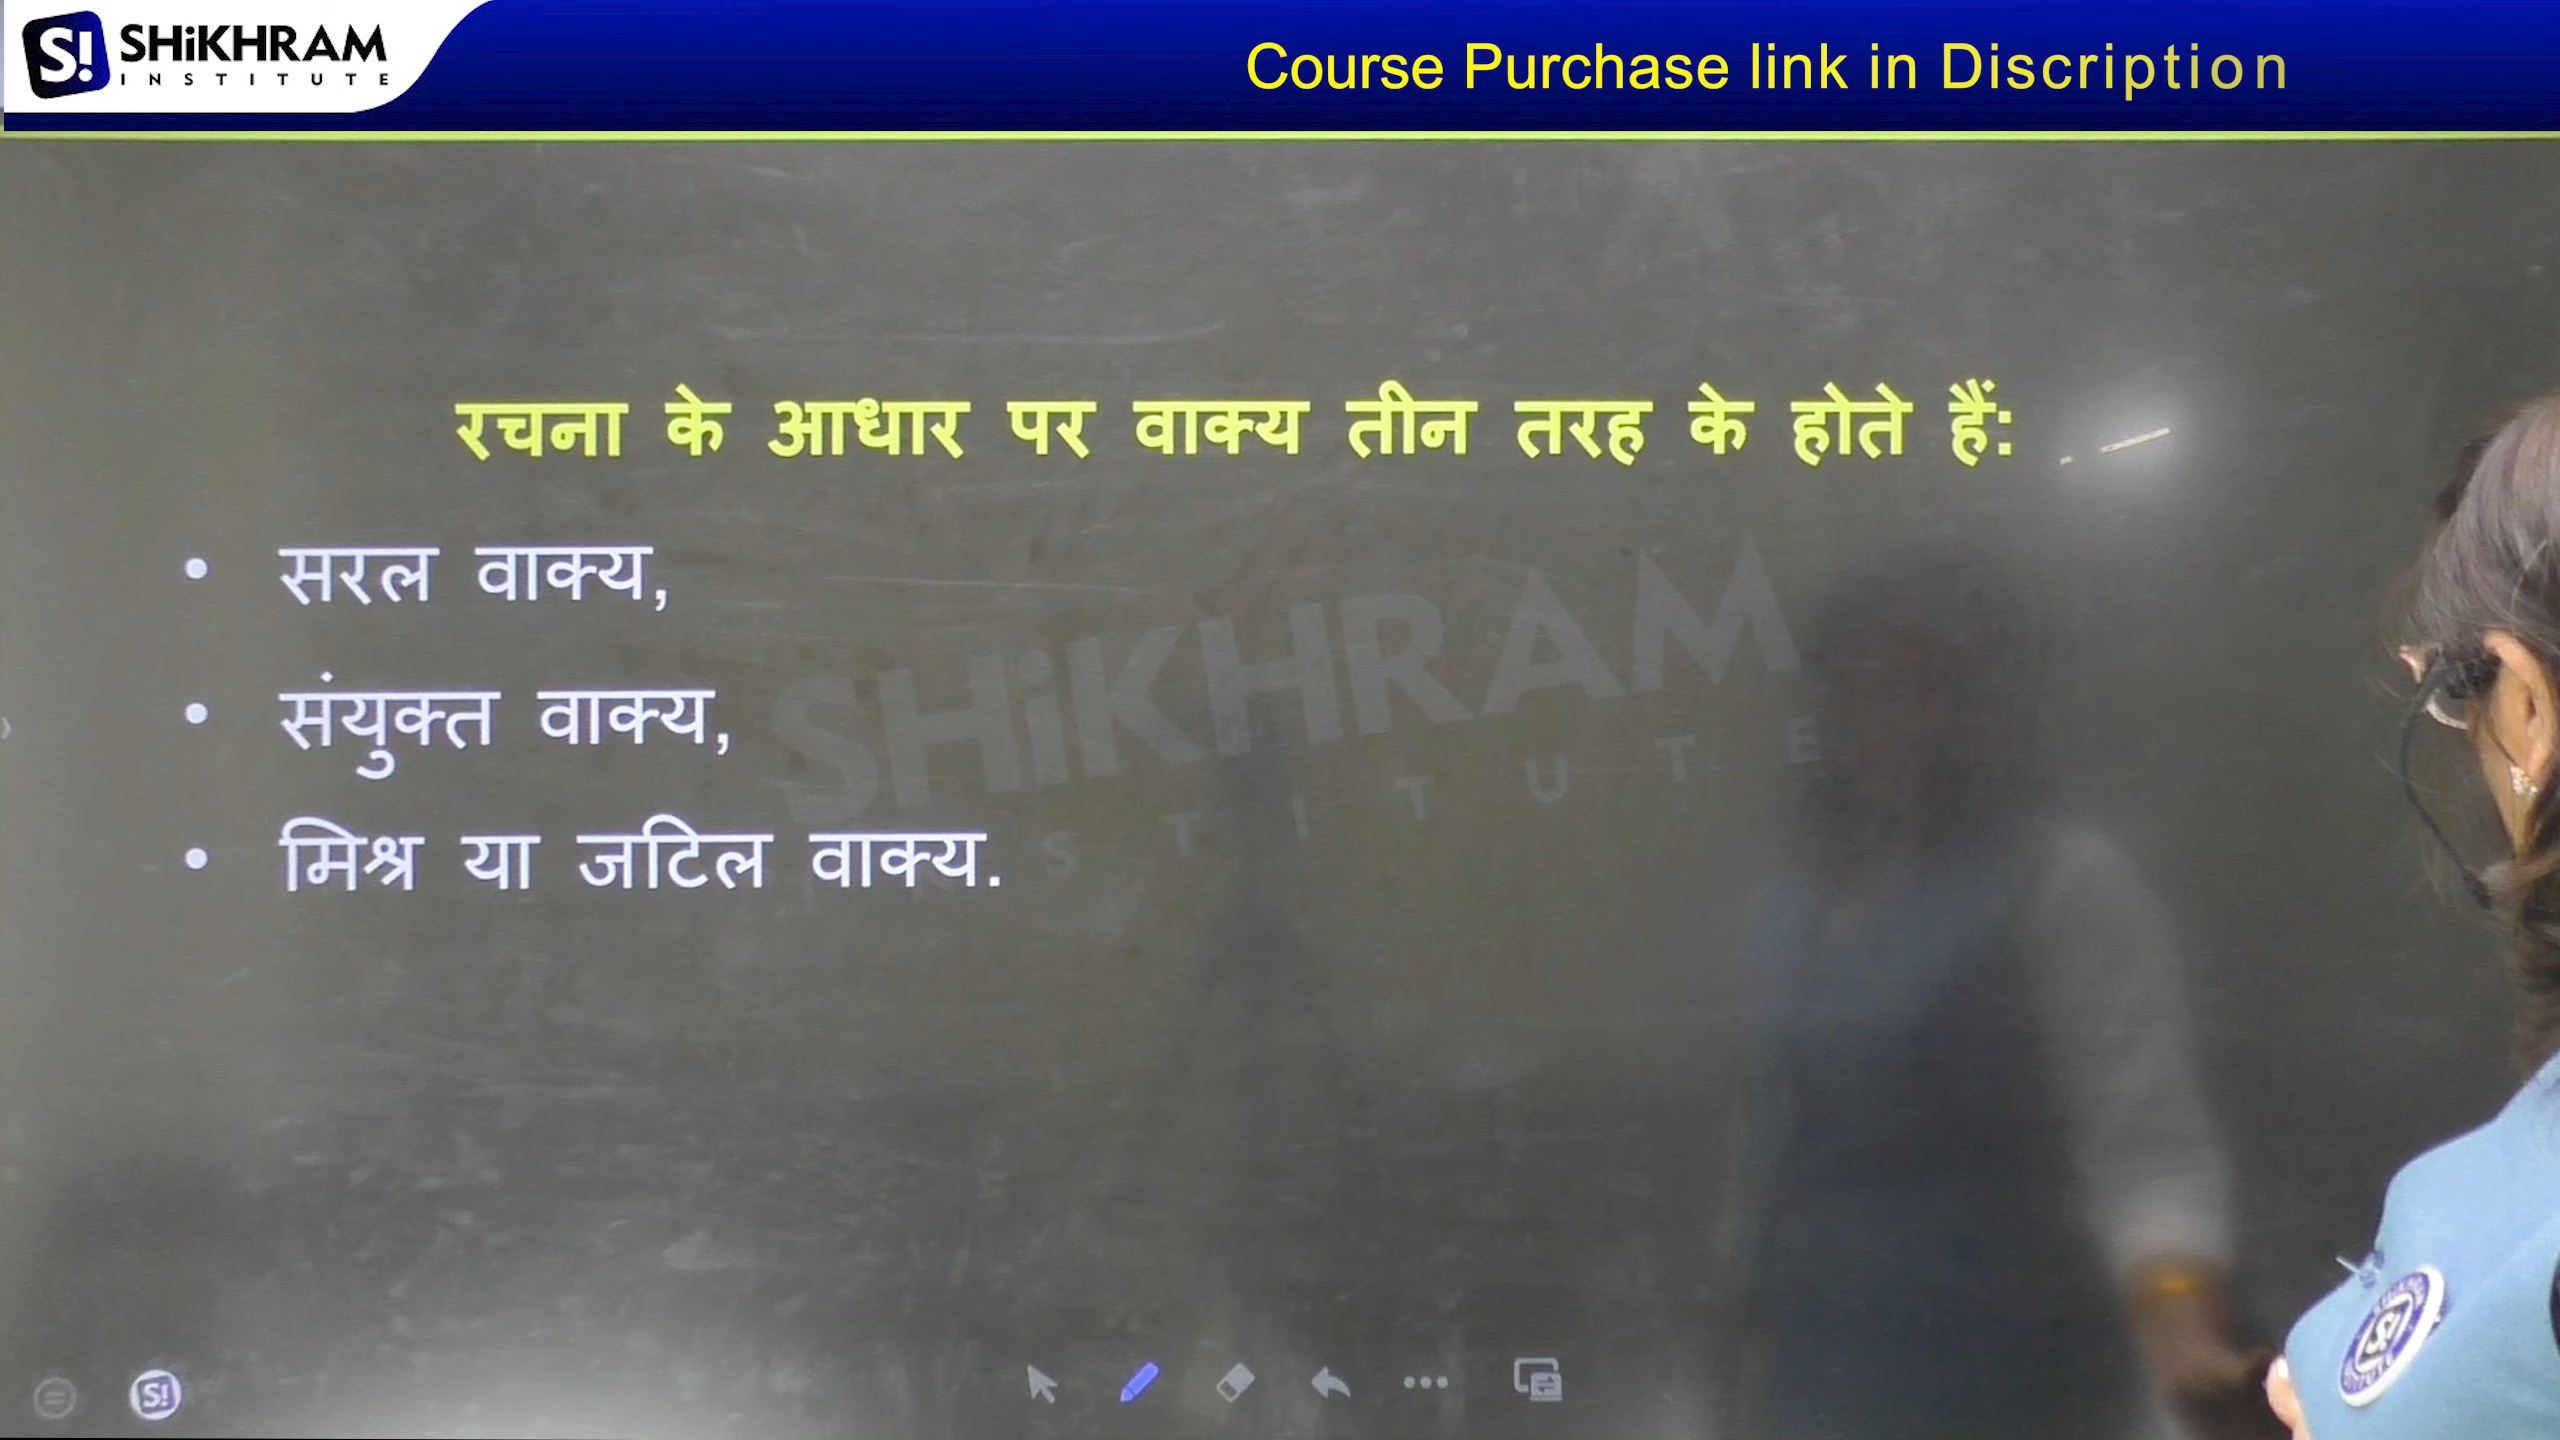 SHiKHRAM
INSTITUTE
Course Purchase link in Discription
रचना के आधार पर वाक्य तीन तरह के होते हैं:
• सरल वाक्य,
• संयुक्त वाक्य,
• मिश्र या जटिल वाक्य.
SHiKHRAM
INSTITUTE
S!